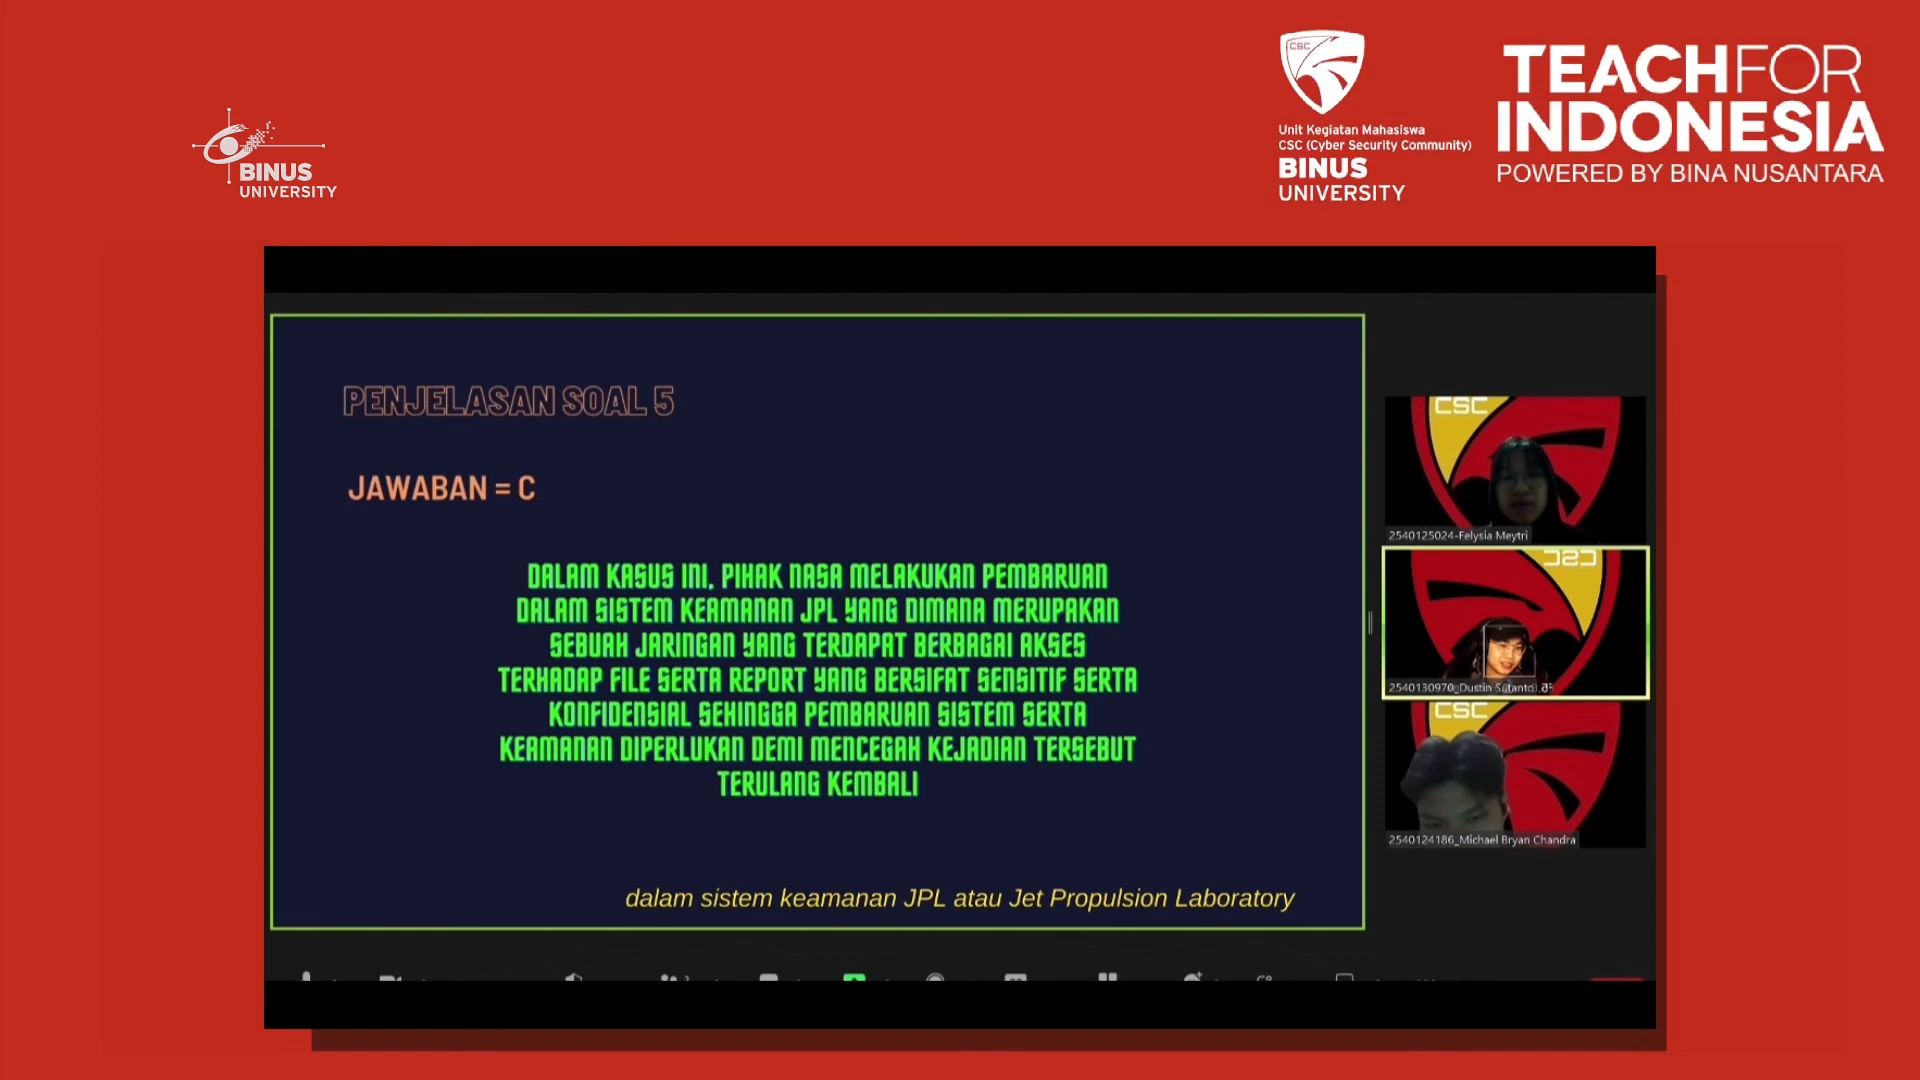 BINUS
UNIVERSITY
CSC
Unit Kegiatan Mahasiswa
CSC (Cyber Security Community)
BINUS
UNIVERSITY
TEACHFOR
INDONESIA
POWERED BY BINA NUSANTARA
PENJELASAN SOAL 5
JAWABAN = C
DALAM KASUS INI, PIHAK NASA MELAKUKAN PEMBARUAN
DALAM SISTEM KEAMANAN JPL YANG DIMANA MERUPAKAN
SEBUAH JARINGAN YANG TERDAPAT BERBAGAI AKSES
TERHADAP FILE SERTA REPORT YANG BERSIFAT SENSITIF SERTA
KONFIDENSIAL SEHINGGA PEMBARUAN SISTEM SERTA
KEAMANAN DIPERLUKAN DEMI MENCEGAH KEJADIAN TERSEBUT
TERULANG KEMBALI
dalam sistem keamanan JPL atau Jet Propulsion Laboratory
CSC
2540125024-Felysia Meytri
CSC
2540130970_Dustin Sutanto
CSC
2540124186_Michael Bryan Chandra